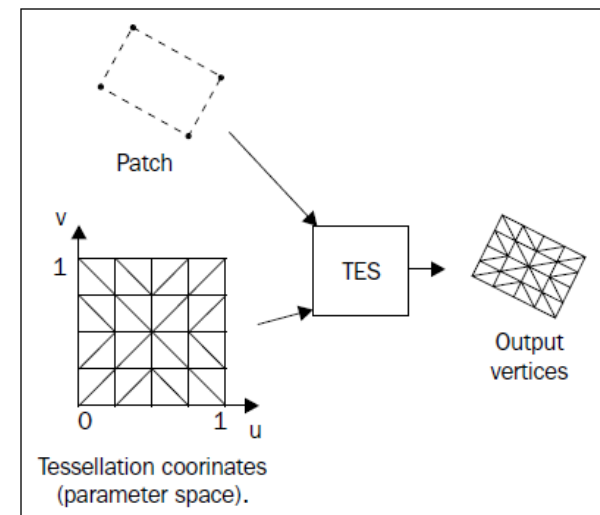 Patch
v
1
TES
Output
vertices
0
1
u
Tessellation coorinates
(parameter space).